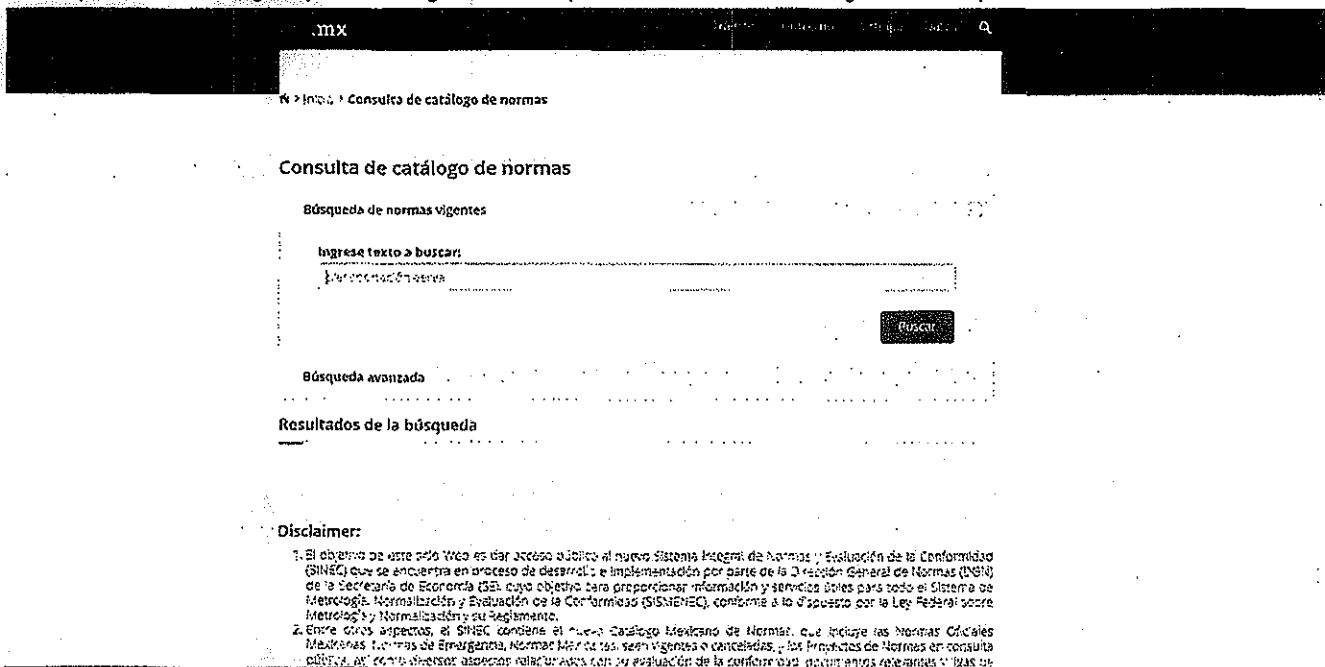 .mx
> Inicio > Consulta de catálogo de normas
Consulta de catálogo de normas
Búsqueda de normas vigentes
Ingrese texto a buscar:
Buscar
Búsqueda avanzada
Resultados de la búsqueda
Disclaimer:
1. El objetivo de este sitio Web es dar acceso público al nuevo Sistema Integral de Normas y Evaluación de la Conformidad
(SINEC) que se encuentra en proceso de desarrollo e implementación por parte de la Dirección General de Normas (DGN)
de la Secretaría de Economía (SE), cuyo objetivo será proporcionar información y servicios útiles para todo el Sistema de
Metrología, Normalización y Evaluación de la Conformidad (SISMENEC), conforme a lo dispuesto por la Ley Federal sobre
Metrología y Normalización y su Reglamento.
2. Entre otros aspectos, el SINEC contiene el nuevo Catálogo Mexicano de Normas, que incluye las Normas Oficiales
Mexicanas, Normas de Emergencia, Normas Mexicanas, sean vigentes o canceladas, y los Proyectos de Normas en consulta
pública, así como diversos aspectos relacionados con su evaluación de la conformidad, documentos relevantes y ligas de